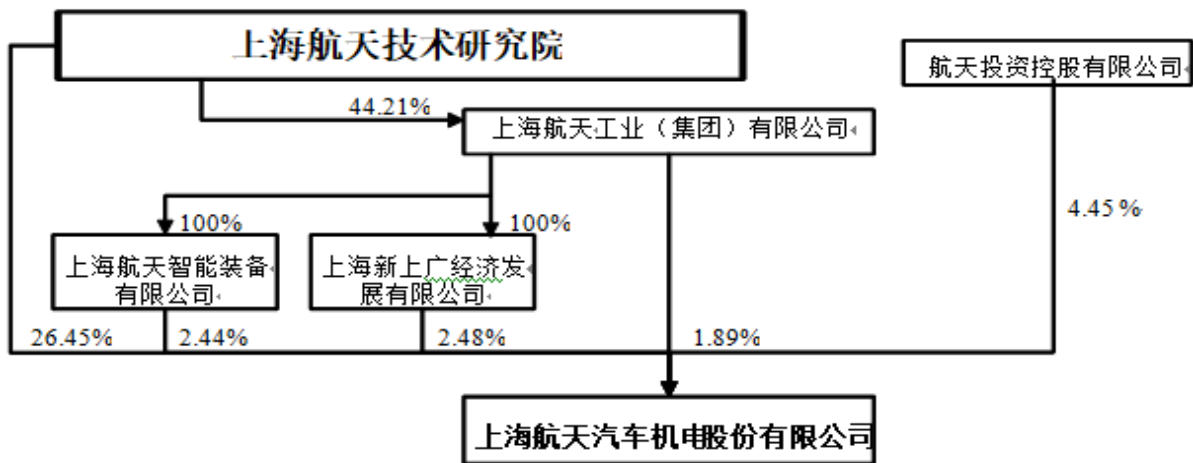 上海航天技术研究院
航天投资控股有限公司
44.21%
上海航天工业（集团）有限公司
4.45%
100%
100%
上海航天智能装备
有限公司
上海新上广经济发
展有限公司
26.45%
2.44%
2.48%
1.89%
上海航天汽车机电股份有限公司